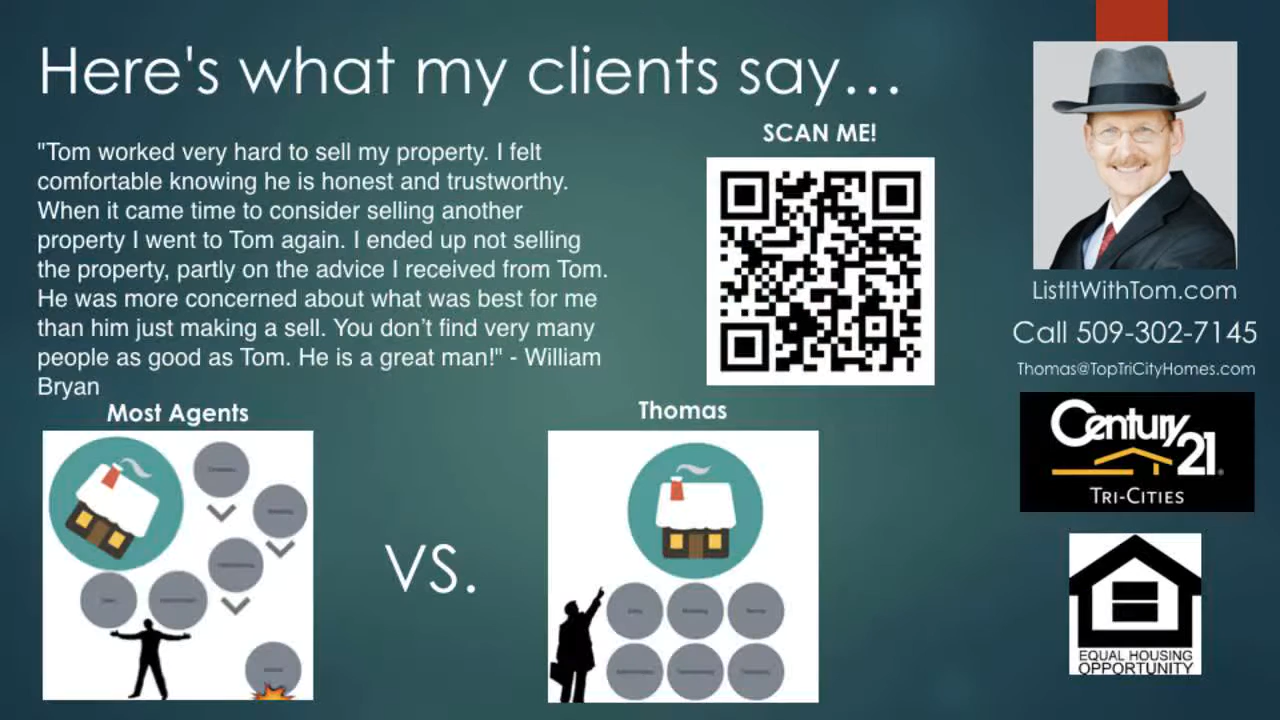 Here's what my clients say…
SCAN ME!
"Tom worked very hard to sell my property. I felt
comfortable knowing he is honest and trustworthy.
When it came time to consider selling another
property I went to Tom again. I ended up not selling
the property, partly on the advice I received from Tom.
He was more concerned about what was best for me
than him just making a sell. You don’t find very many
people as good as Tom. He is a great man!" - William
Bryan
Most Agents
VS.
Thomas
ListItWithTom.com
Call 509-302-7145
Thomas@TopTriCityHomes.com
Century
21
TRI-CITIES
EQUAL HOUSING
OPPORTUNITY